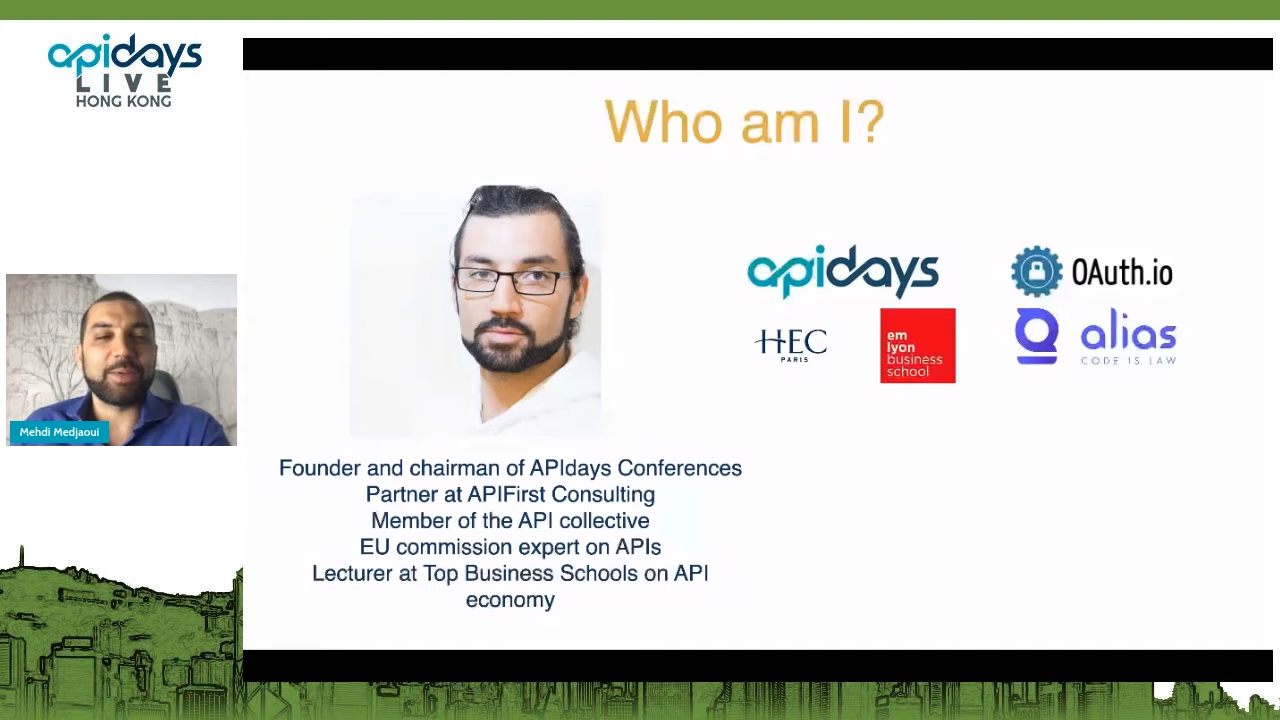 apidays
LIVE
HONG KONG
Who am I?
apidays
OAuth.io
HEC
PARIS
em
lyon
business
school
alias
CODE IS LAW
Mehdi Medjaoui
Founder and chairman of APIdays Conferences
Partner at APIFirst Consulting
Member of the API collective
EU commission expert on APIs
Lecturer at Top Business Schools on API
economy